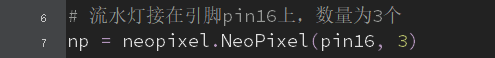 6 # 流水灯接在引脚pin16上，数量为3个
7 np = neopixel.NeoPixel(pin16, 3)